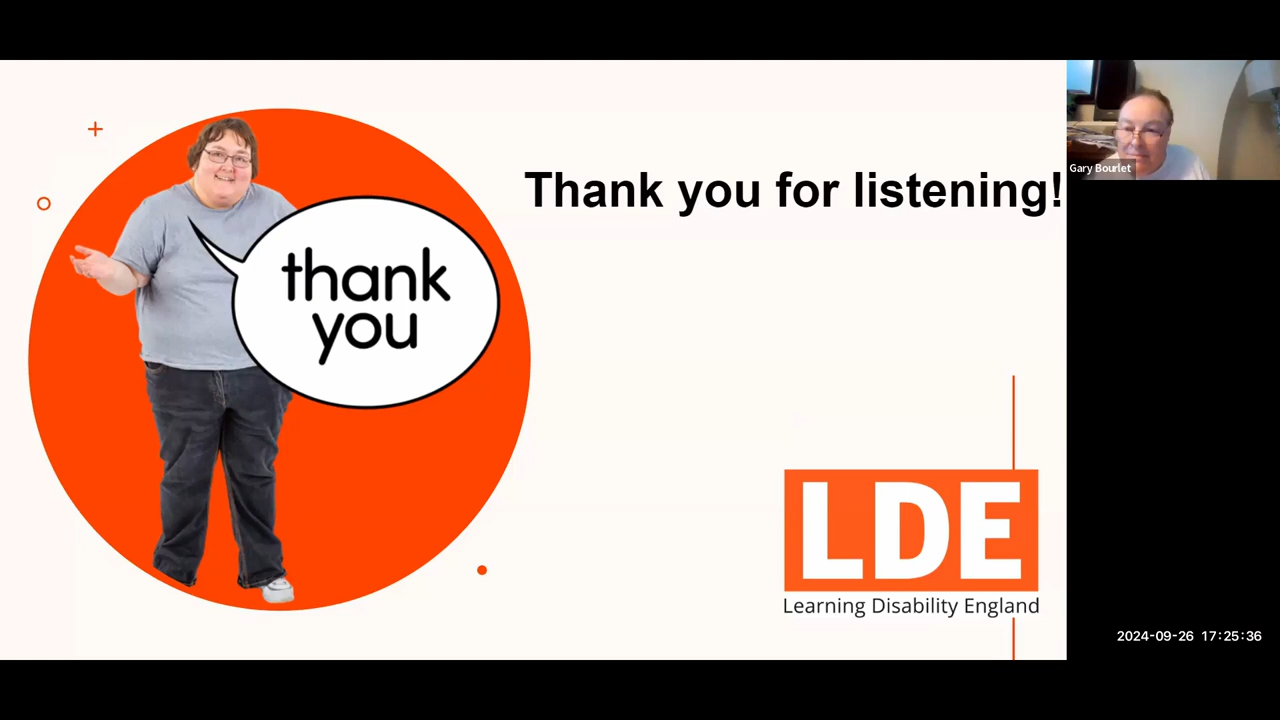 Thank you for listening!
thank
you
LDE
Learning Disability England
Gary Bourlet
2024-09-26 17:25:36